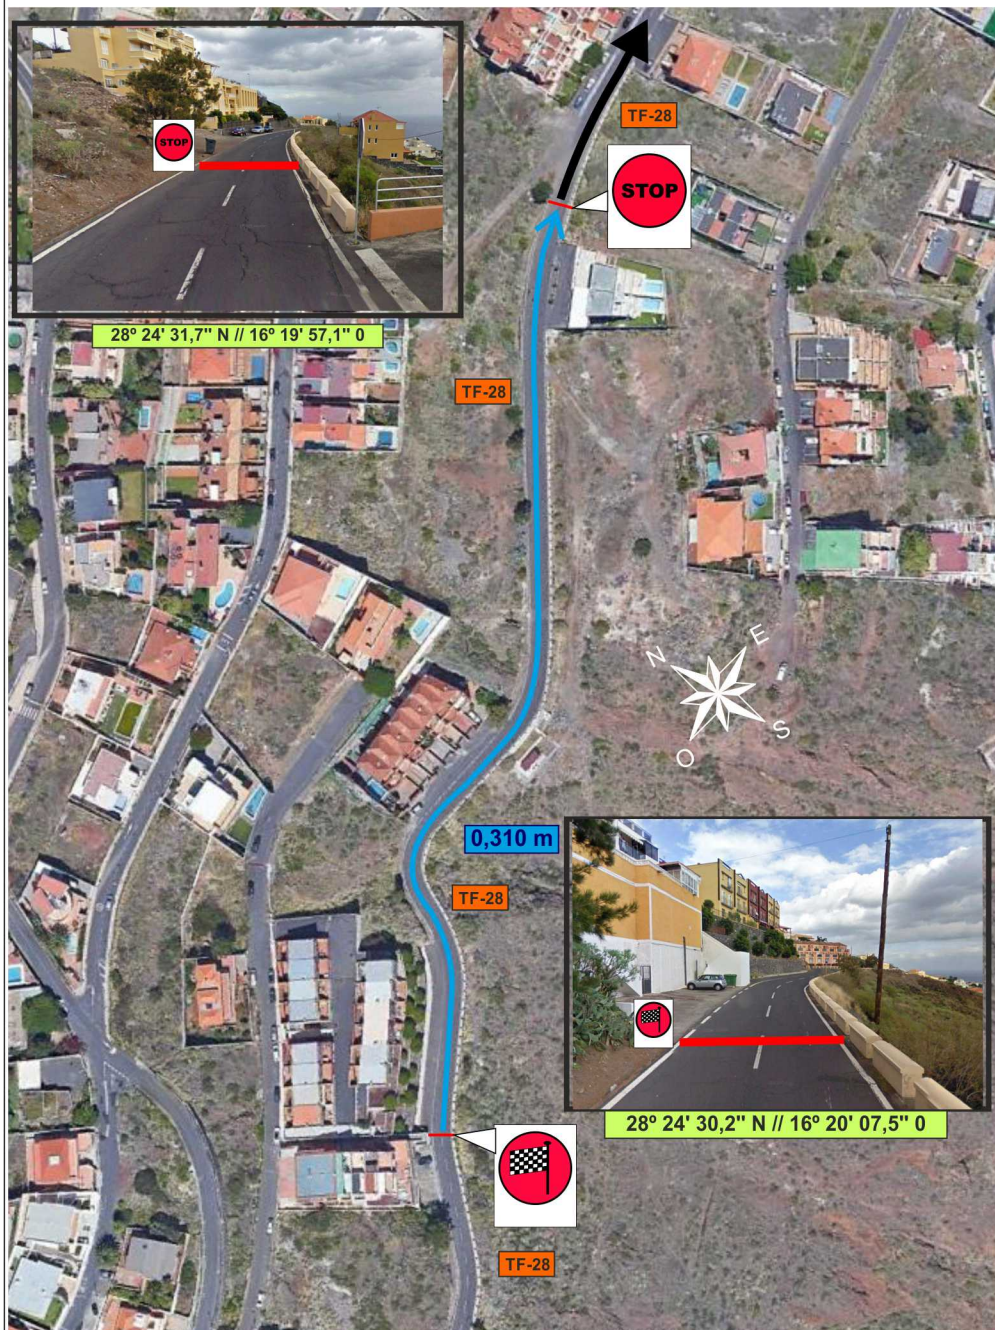 STOP
28º 24' 31,7" N // 16º 19' 57,1" 0
TF-28
STOP
TF-28
N
E
S
O
0,310 m
TF-28
28º 24' 30,2" N // 16º 20' 07,5" 0
TF-28